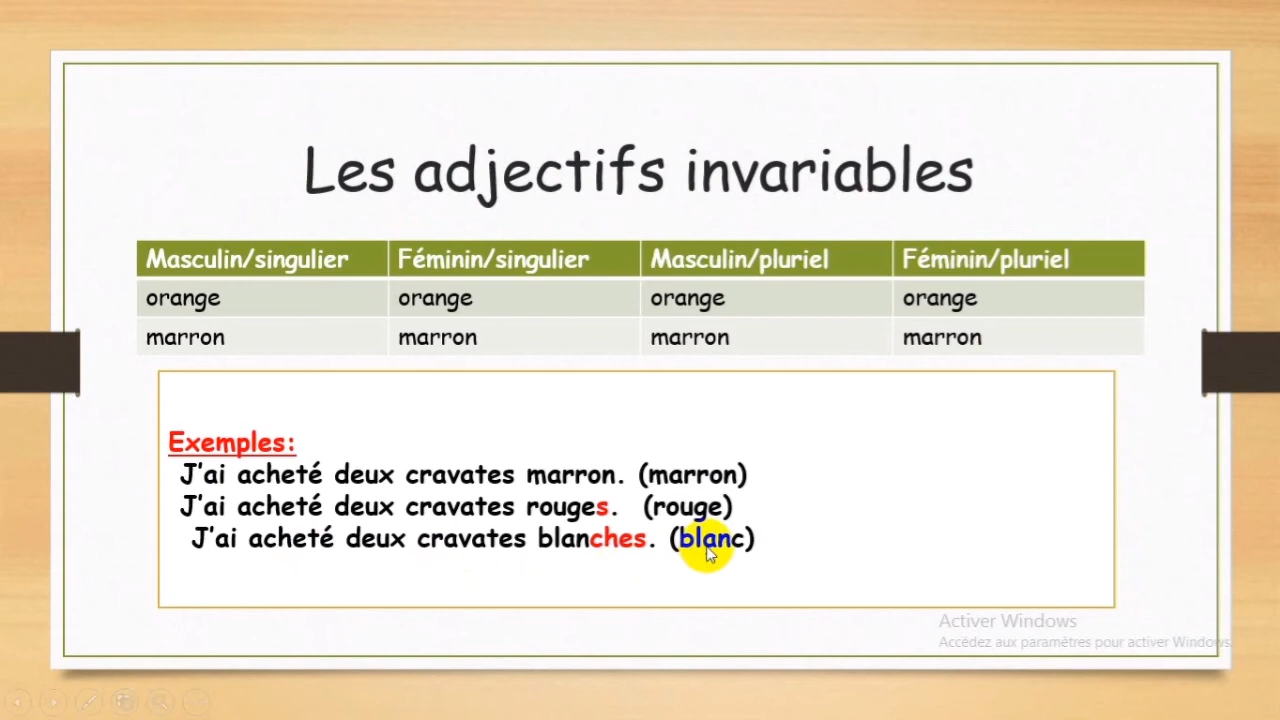 Les adjectifs invariables
Masculin/singulier Féminin/singulier Masculin/pluriel Féminin/pluriel
orange orange orange orange
marron marron marron marron
Exemples:
J'ai acheté deux cravates marron. (marron)
J'ai acheté deux cravates rouges. (rouge)
J'ai acheté deux cravates blanches. (blanc)
Activer Windows
Accédez aux paramètres pour activer Windows.